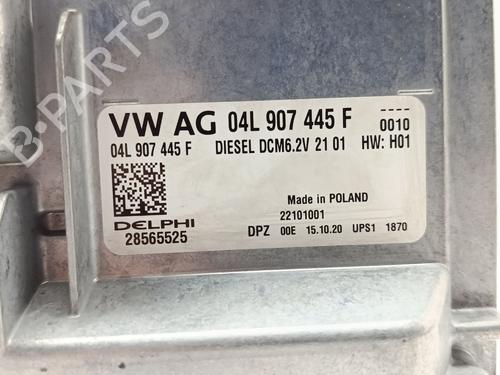 VW AG 04L 907 445 F 0010
04L 907 445 F DIESEL DCM6.2V 21 01 HW: H01
Made in POLAND
22101001
DELPHI
28565525 DPZ 00E 15.10.20 UPS1 1870
B-PARTS